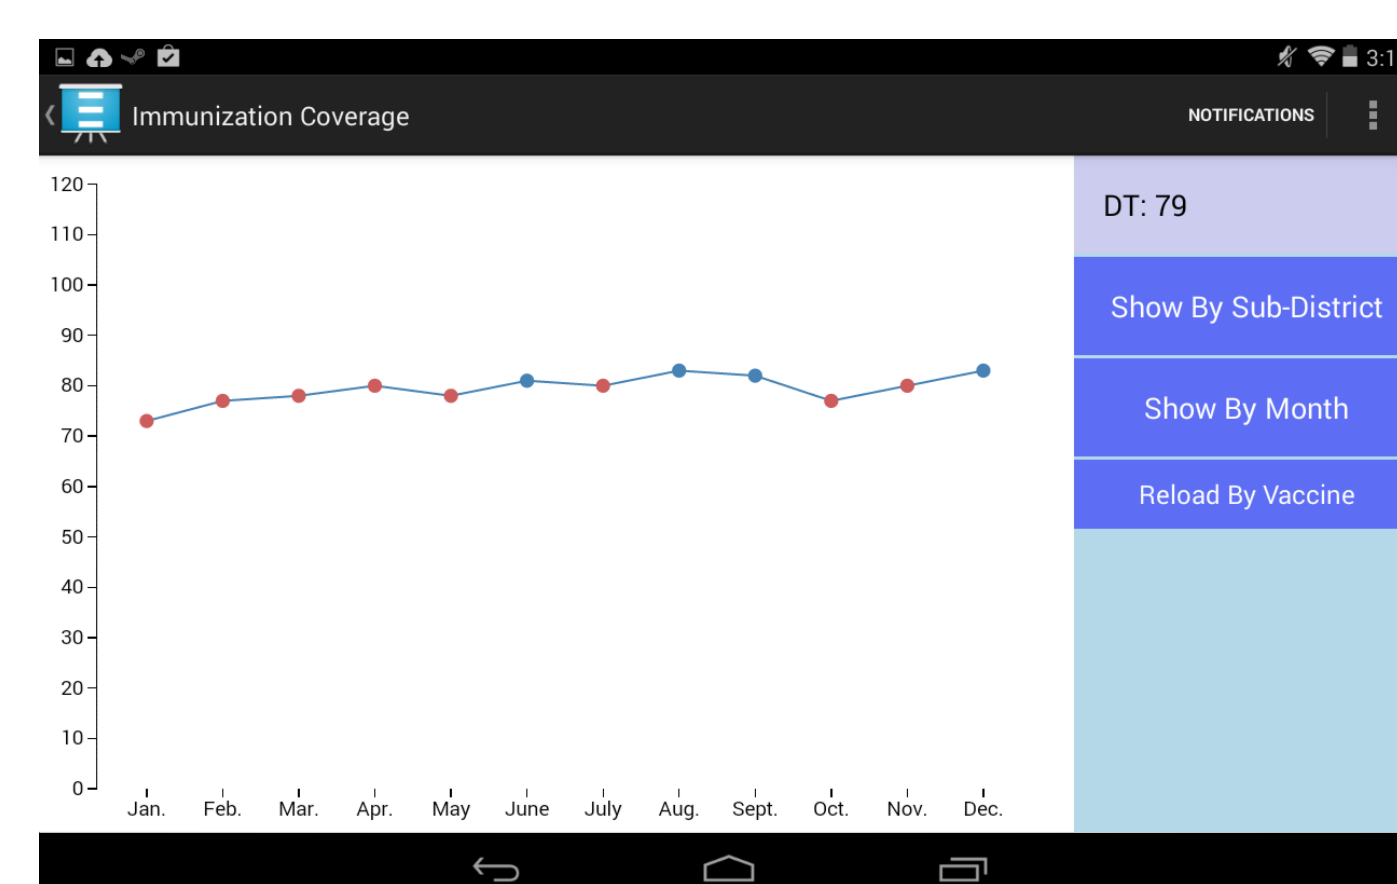 3:1
Immunization Coverage
NOTIFICATIONS
120
110
100
90
80
70
60
50
40
30
20
10
0
Jan. Feb. Mar. Apr. May June July Aug. Sept. Oct. Nov. Dec.
DT: 79
Show By Sub-District
Show By Month
Reload By Vaccine